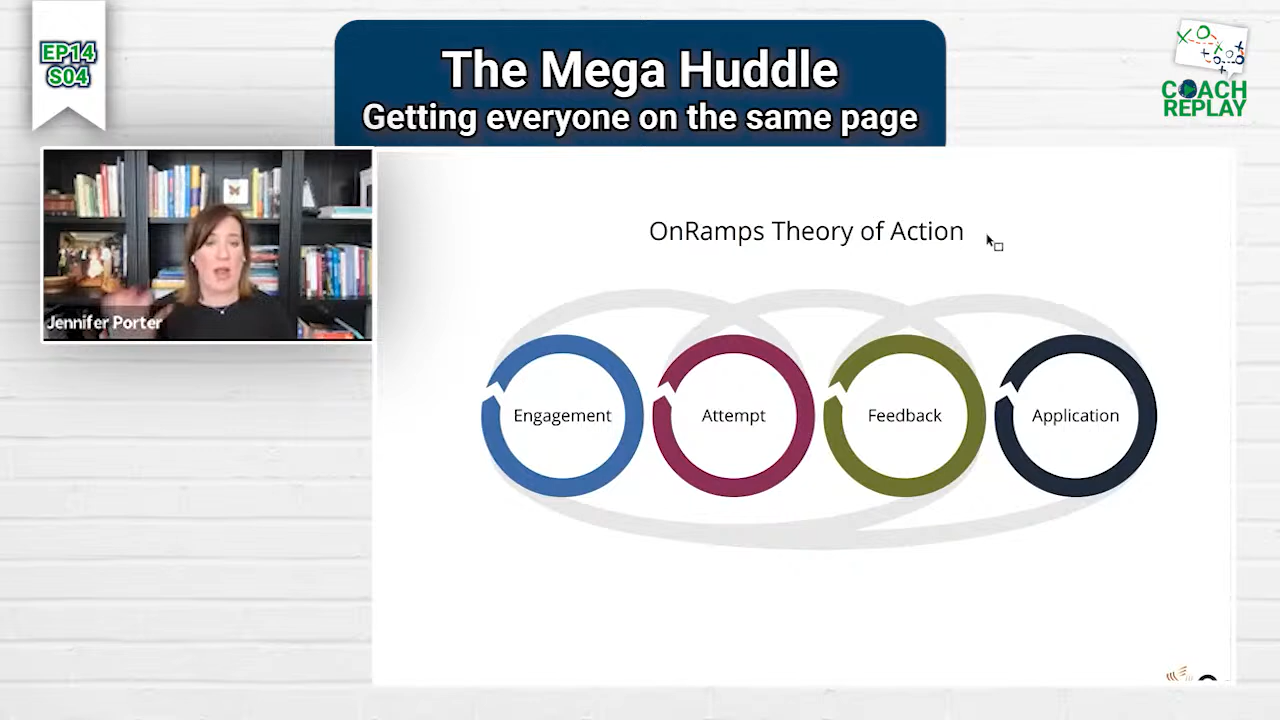 EP14
S04
The Mega Huddle
Getting everyone on the same page
COACH
REPLAY
Jennifer Porter
OnRamps Theory of Action
Engagement
Attempt
Feedback
Application